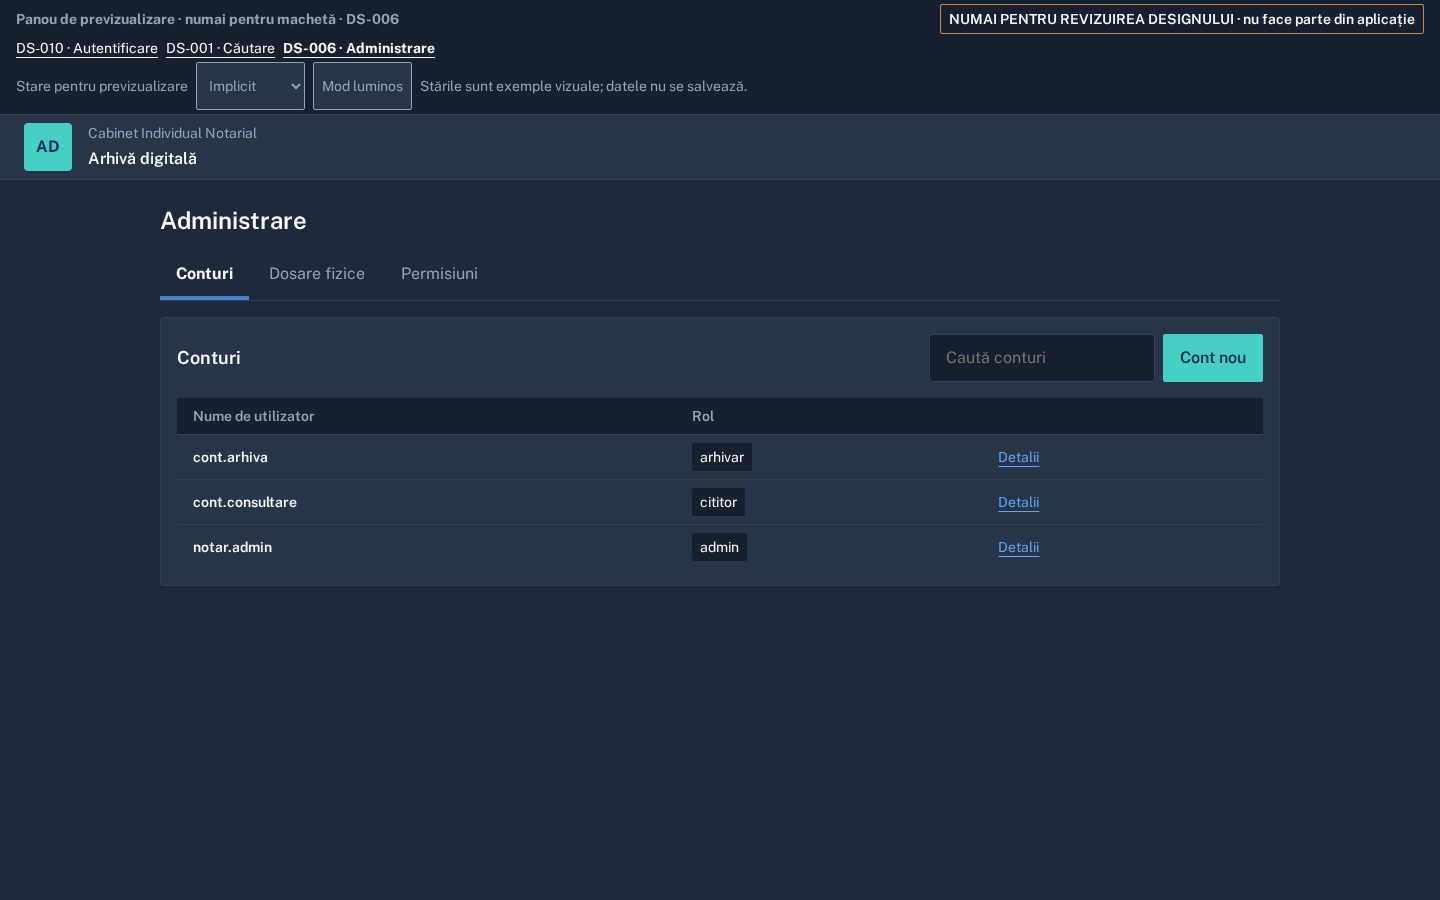 Panou de previzualizare · numai pentru machetă · DS-006
NUMAI PENTRU REVIZUIREA DESIGNULUI · nu face parte din aplicație
DS-010 · Autentificare DS-001 · Căutare DS-006 · Administrare
Stare pentru previzualizare Implicit Mod luminos Stările sunt exemple vizuale; datele nu se salvează.
AD
Cabinet Individual Notarial
Arhivă digitală
Administrare
Conturi Dosare fizice Permisiuni
Conturi Caută conturi Cont nou
Nume de utilizator Rol
cont.arhiva arhivar Detalii
cont.consultare cititor Detalii
notar.admin admin Detalii